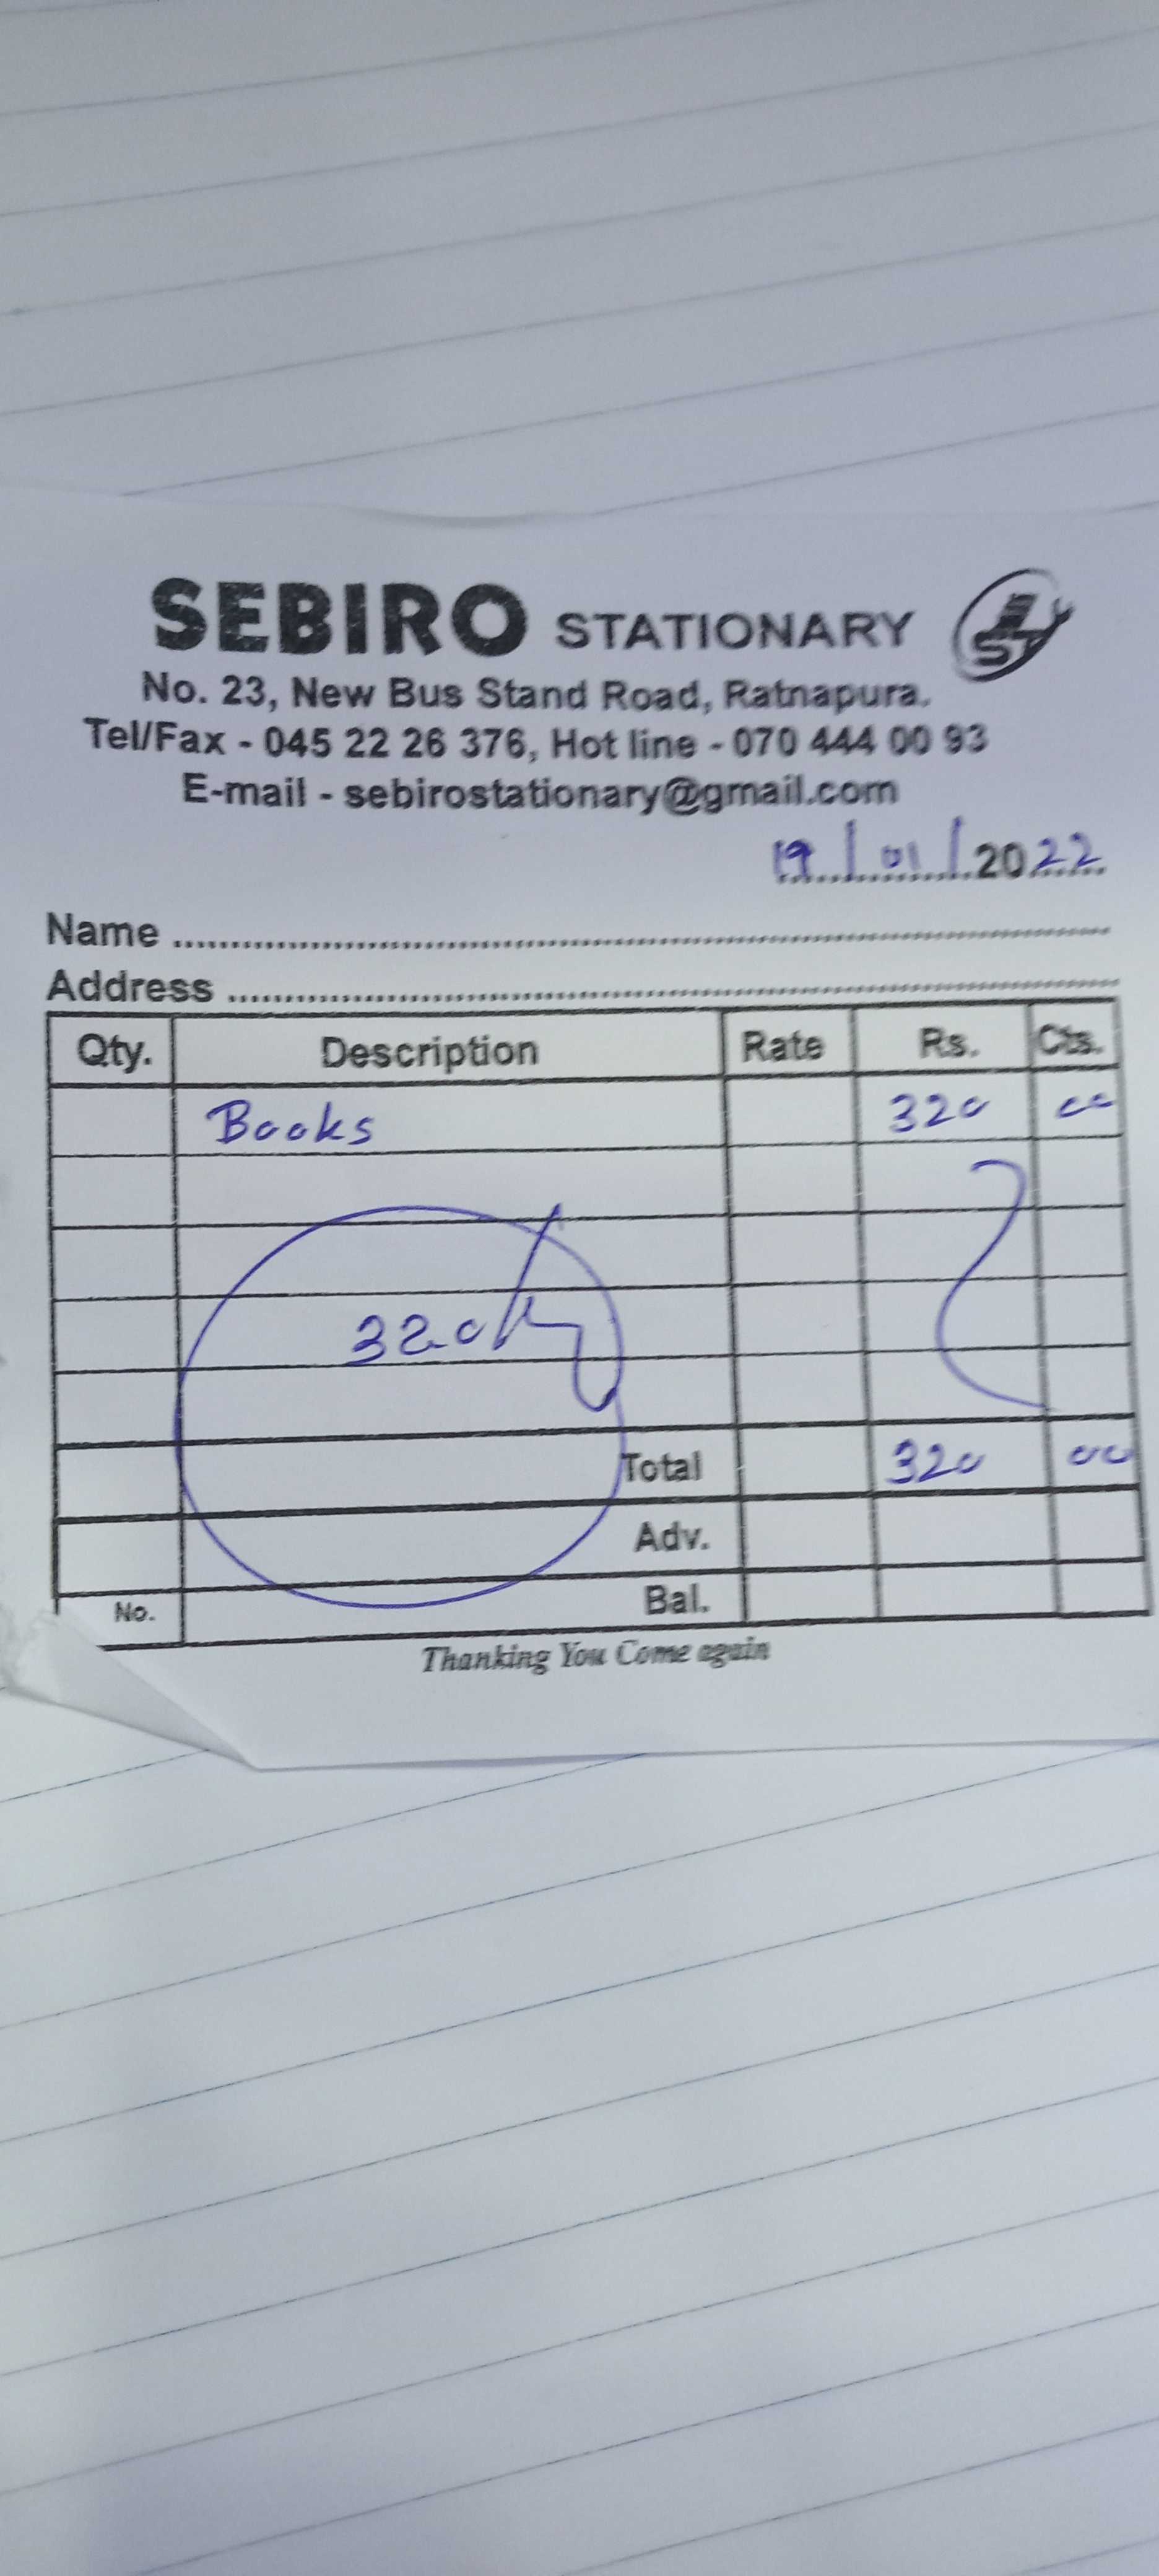 SEBIRO STATIONARY ST
No. 23, New Bus Stand Road, Ratnapura.
Tel/Fax - 045 22 26 376, Hot line - 070 444 00 93
E-mail - sebirostationary@gmail.com
19/01/2022
Name
Address
Qty. Description Rate Rs. Cts.
Books 320 00
320/-
Total 320 00
Adv.
Bal.
No.
Thanking You Come again